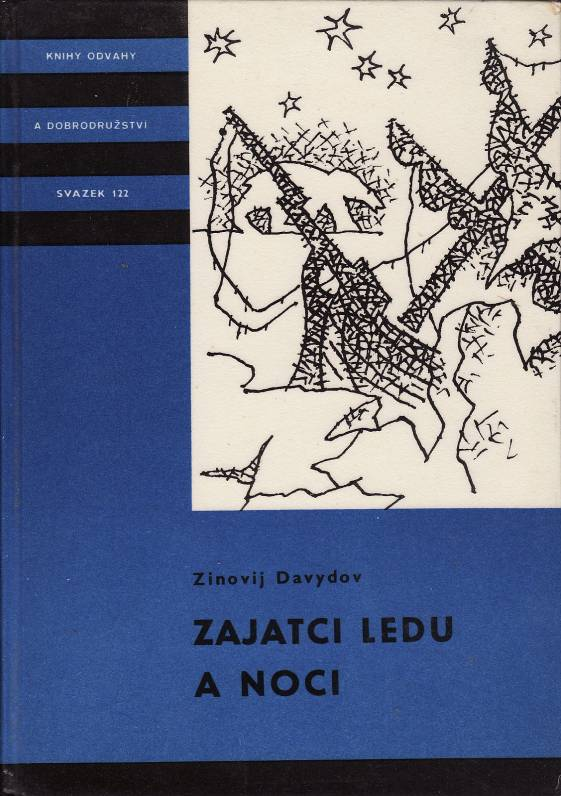 KNIHY ODVAHY
A DOBRODRUŽSTVÍ
SVAZEK 122
Zinovij Davydov
ZAJATCI LEDU
A NOCI